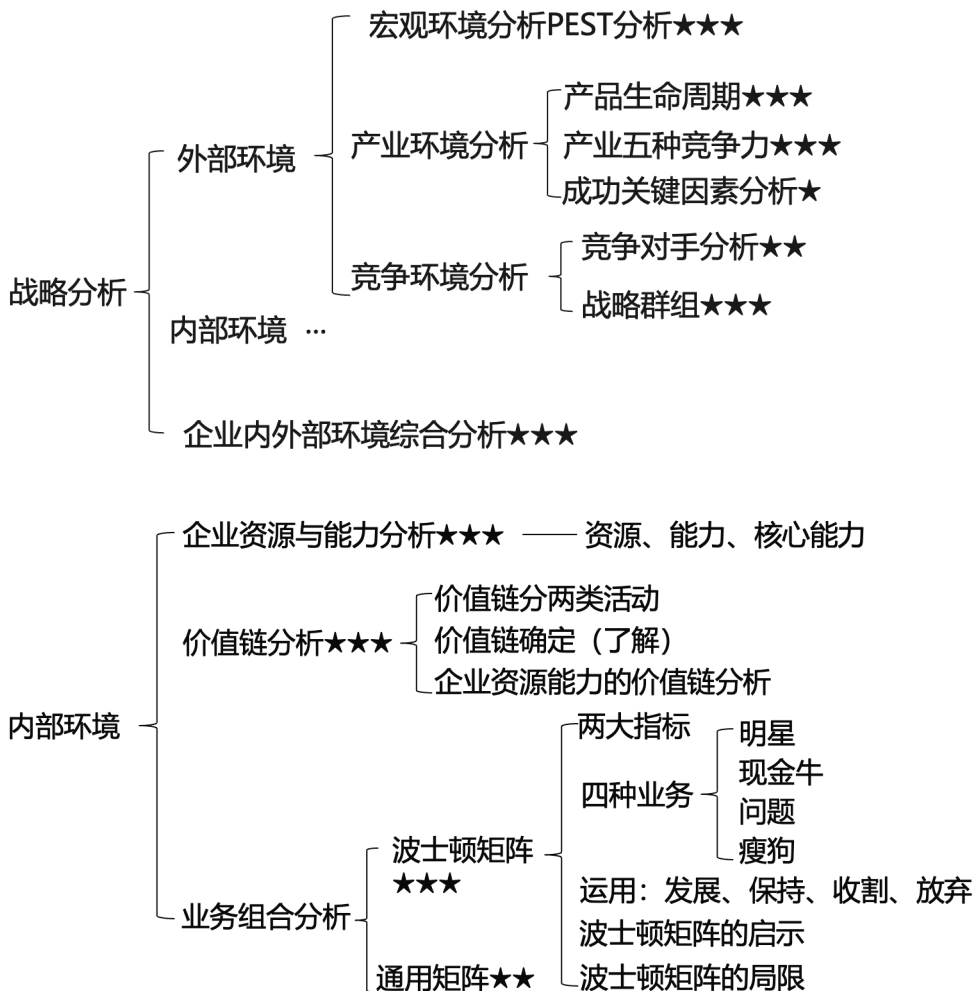 宏观环境分析PEST分析★★★
产品生命周期★★★
产业环境分析
产业五种竞争力★★★
外部环境
成功关键因素分析★
竞争对手分析★★
竞争环境分析
战略群组★★★
战略分析
内部环境 …
企业内外部环境综合分析★★★
企业资源与能力分析★★★
资源、能力、核心能力
价值链分两类活动
价值链分析★★★
价值链确定（了解）
企业资源能力的价值链分析
内部环境
两大指标
明星
现金牛
四种业务
问题
瘦狗
波士顿矩阵
★★★
运用：发展、保持、收割、放弃
业务组合分析
波士顿矩阵的启示
通用矩阵★★
波士顿矩阵的局限